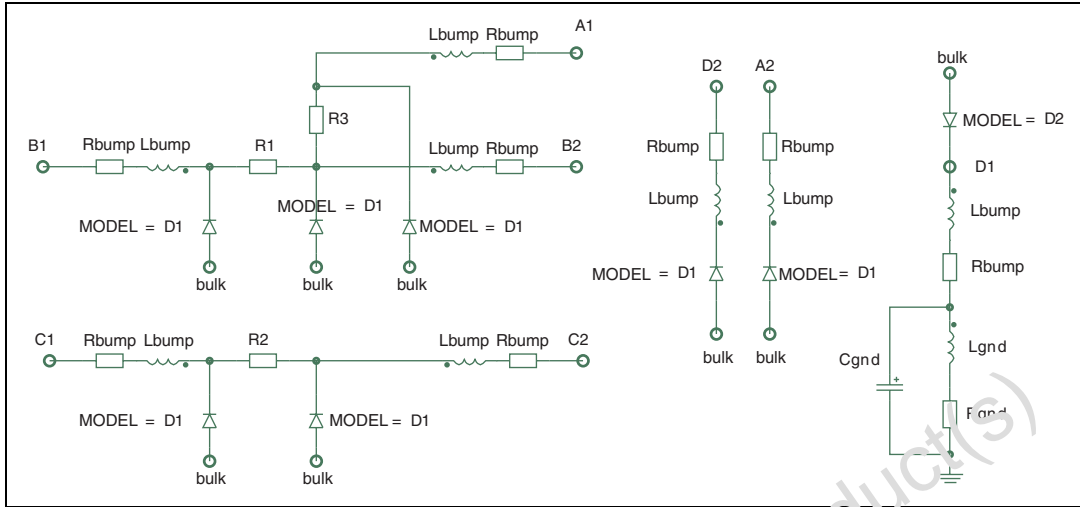 A1
Lbump Rbump
R3
B1
Rbump Lbump
R1
Lbump Rbump
B2
MODEL = D1
MODEL = D1
MODEL = D1
bulk
bulk
bulk
C1
Rbump Lbump
R2
Lbump Rbump
C2
MODEL = D1
MODEL = D1
bulk
bulk
D2
A2
Rbump
Rbump
Lbump
Lbump
MODEL = D1
MODEL= D1
bulk
bulk
bulk
MODEL = D2
D1
Lbump
Rbump
Cgnd
+
Lgnd
Rgnd
duct(s)